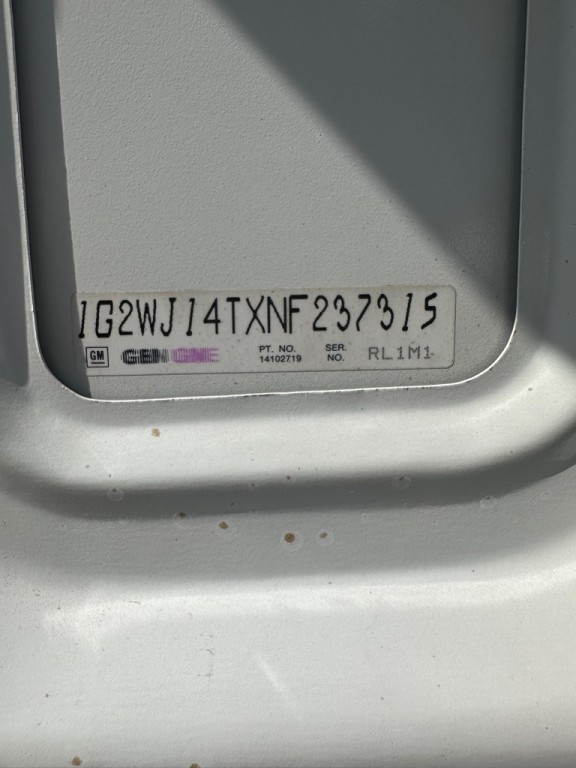 1G2WJ14TXNF237315
GM GENUINE PT. NO. SER.
14102719 NO. RL1M1